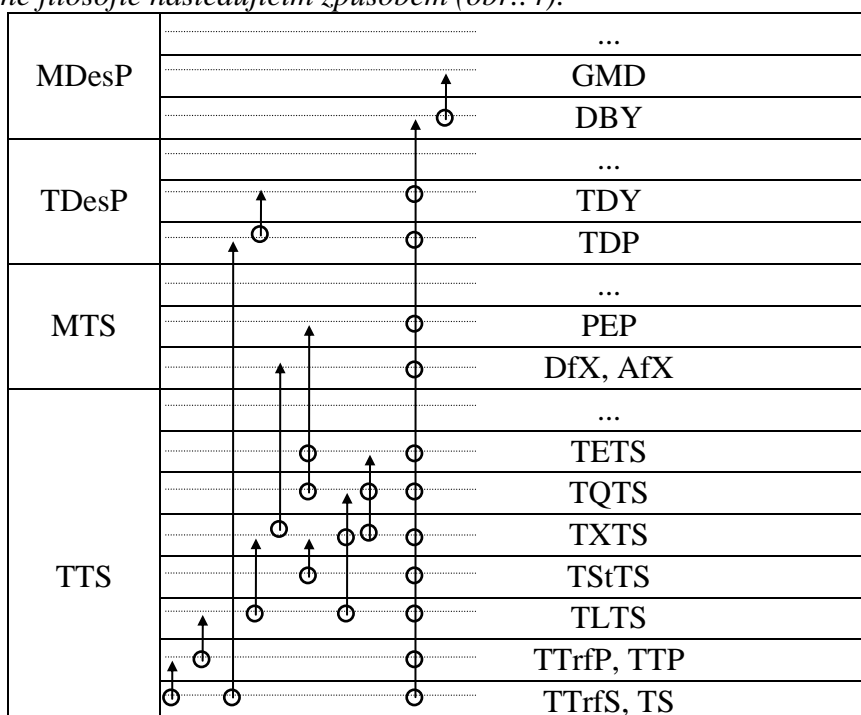 né filosofie následujícím způsobem (obr.: 4):
...
MDesP GMD
DBY
...
TDesP TDY
TDP
...
MTS PEP
DfX, AfX
...
TETS
TQTS
TXTS
TTS TStTS
TLTS
TTrfP, TTP
TTrfS, TS